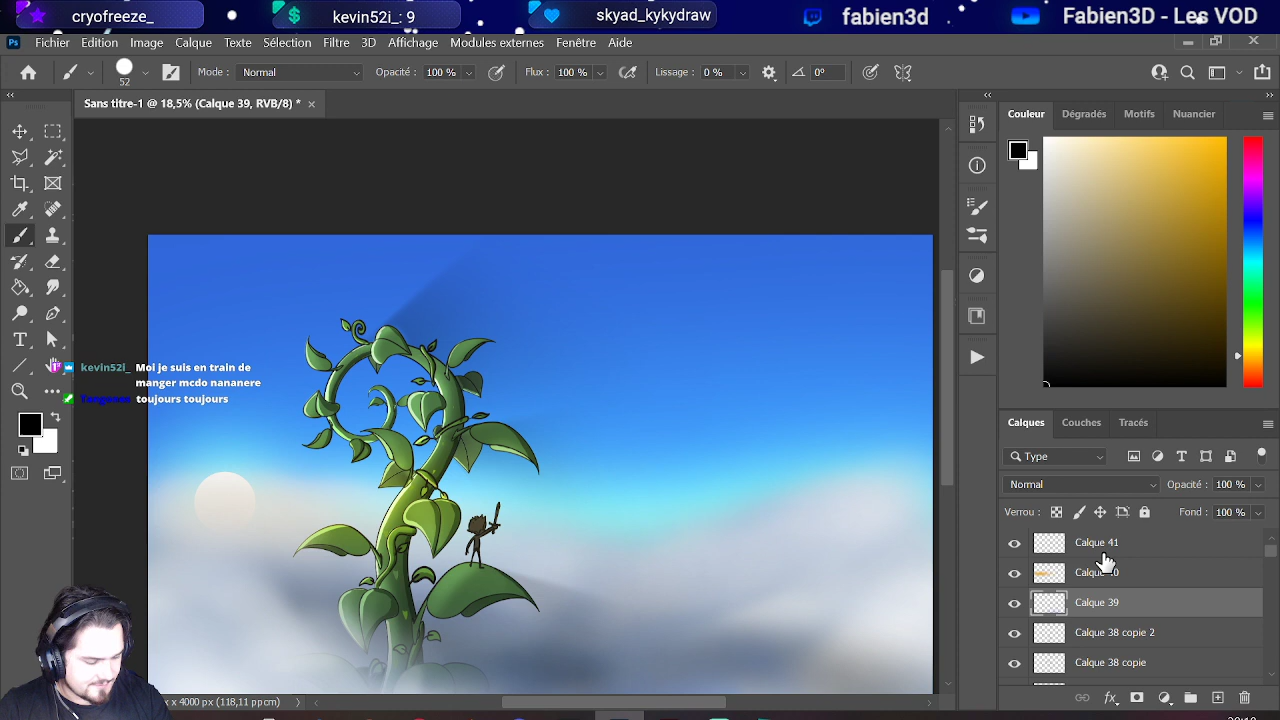 cryofreeze_
kevin52i_: 9
skyad_kykydraw
fabien3d
Fabien3D - Les VOD
Ps Fichier Edition Image Calque Texte Sélection Filtre 3D Affichage Modules externes Fenêtre Aide
52 Mode : Normal Opacité : 100 % Flux : 100 % Lissage : 0 % 0°
Sans titre-1 @ 18,5% (Calque 39, RVB/8) *
Couleur Dégradés Motifs Nuancier
kevin52i_ Moi je suis en train de
manger mcdo nananere
toujours toujours
Calques Couches Tracés
Type
Normal Opacité : 100 %
Verrou : Fond : 100 %
Calque 41
Calque 39
Calque 38 copie 2
Calque 38 copie
x 4000 px (118,11 ppcm)